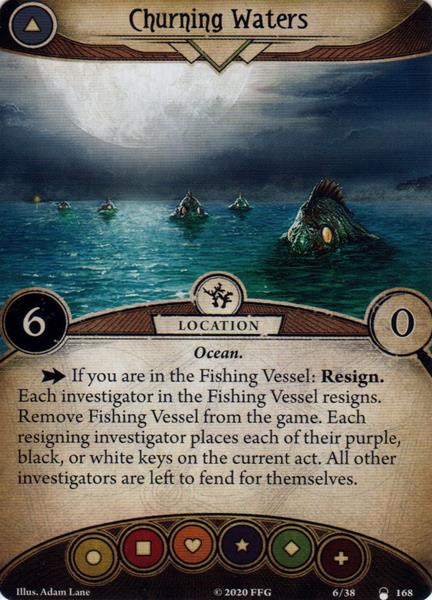 Churning Waters
6
LOCATION
0
Ocean.
If you are in the Fishing Vessel: Resign.
Each investigator in the Fishing Vessel resigns.
Remove Fishing Vessel from the game. Each
resigning investigator places each of their purple,
black, or white keys on the current act. All other
investigators are left to fend for themselves.
Illus. Adam Lane © 2020 FFG 6/38 168